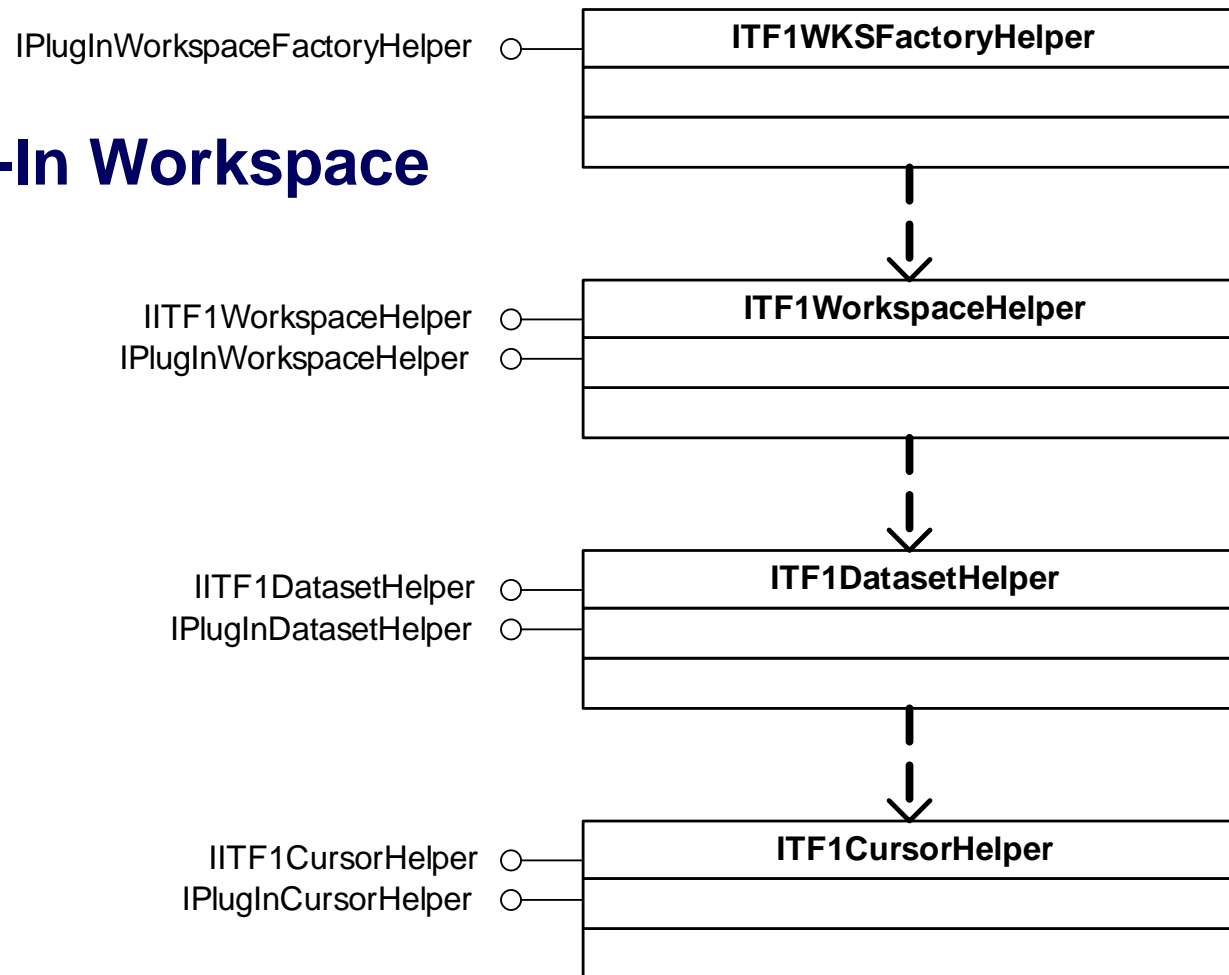 IPlugInWorkspaceFactoryHelper
ITF1WKSFactoryHelper
-In Workspace
IITF1WorkspaceHelper
IPlugInWorkspaceHelper
ITF1WorkspaceHelper
IITF1DatasetHelper
IPlugInDatasetHelper
ITF1DatasetHelper
IITF1CursorHelper
IPlugInCursorHelper
ITF1CursorHelper